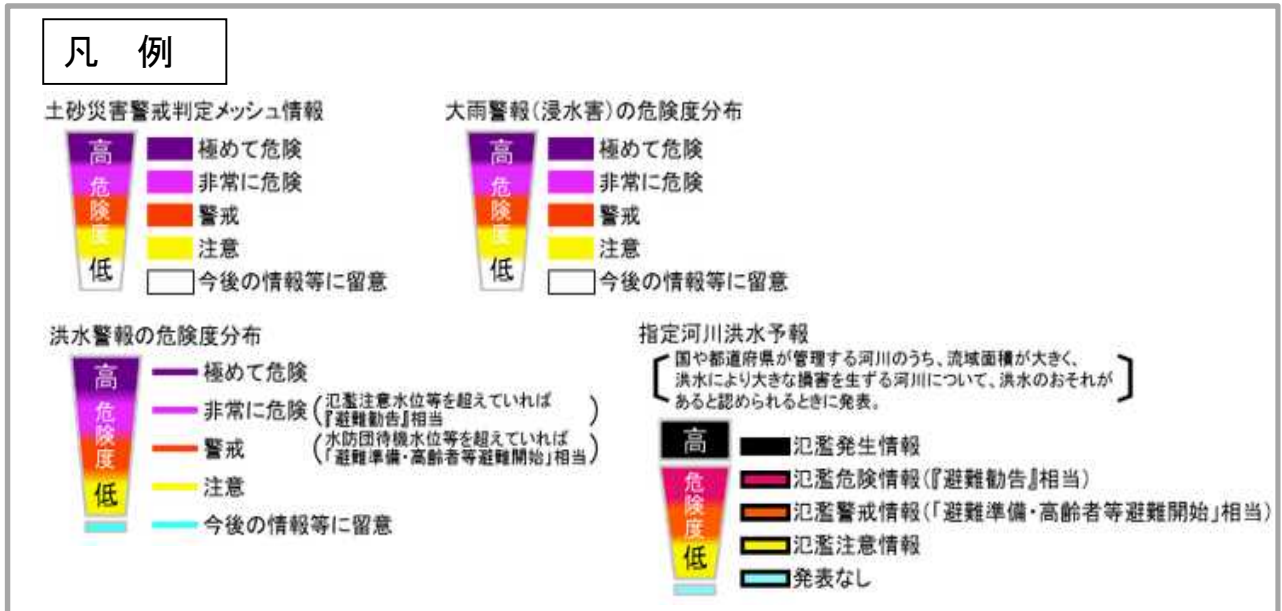 凡 例
土砂災害警戒判定メッシュ情報
高
危険度
低
極めて危険
非常に危険
警戒
注意
今後の情報等に留意
大雨警報(浸水害)の危険度分布
高
危険度
低
極めて危険
非常に危険
警戒
注意
今後の情報等に留意
洪水警報の危険度分布
高
危険度
低
極めて危険
非常に危険(氾濫注意水位等を超えていれば
『避難勧告』相当)
警戒(水防団待機水位等を超えていれば
「避難準備・高齢者等避難開始」相当)
注意
今後の情報等に留意
指定河川洪水予報
【国や都道府県が管理する河川のうち、流域面積が大きく、
洪水により大きな損害を生ずる河川について、洪水のおそれが
あると認められるときに発表。】
高
危険度
低
氾濫発生情報
氾濫危険情報(『避難勧告』相当)
氾濫警戒情報(「避難準備・高齢者等避難開始」相当)
氾濫注意情報
発表なし